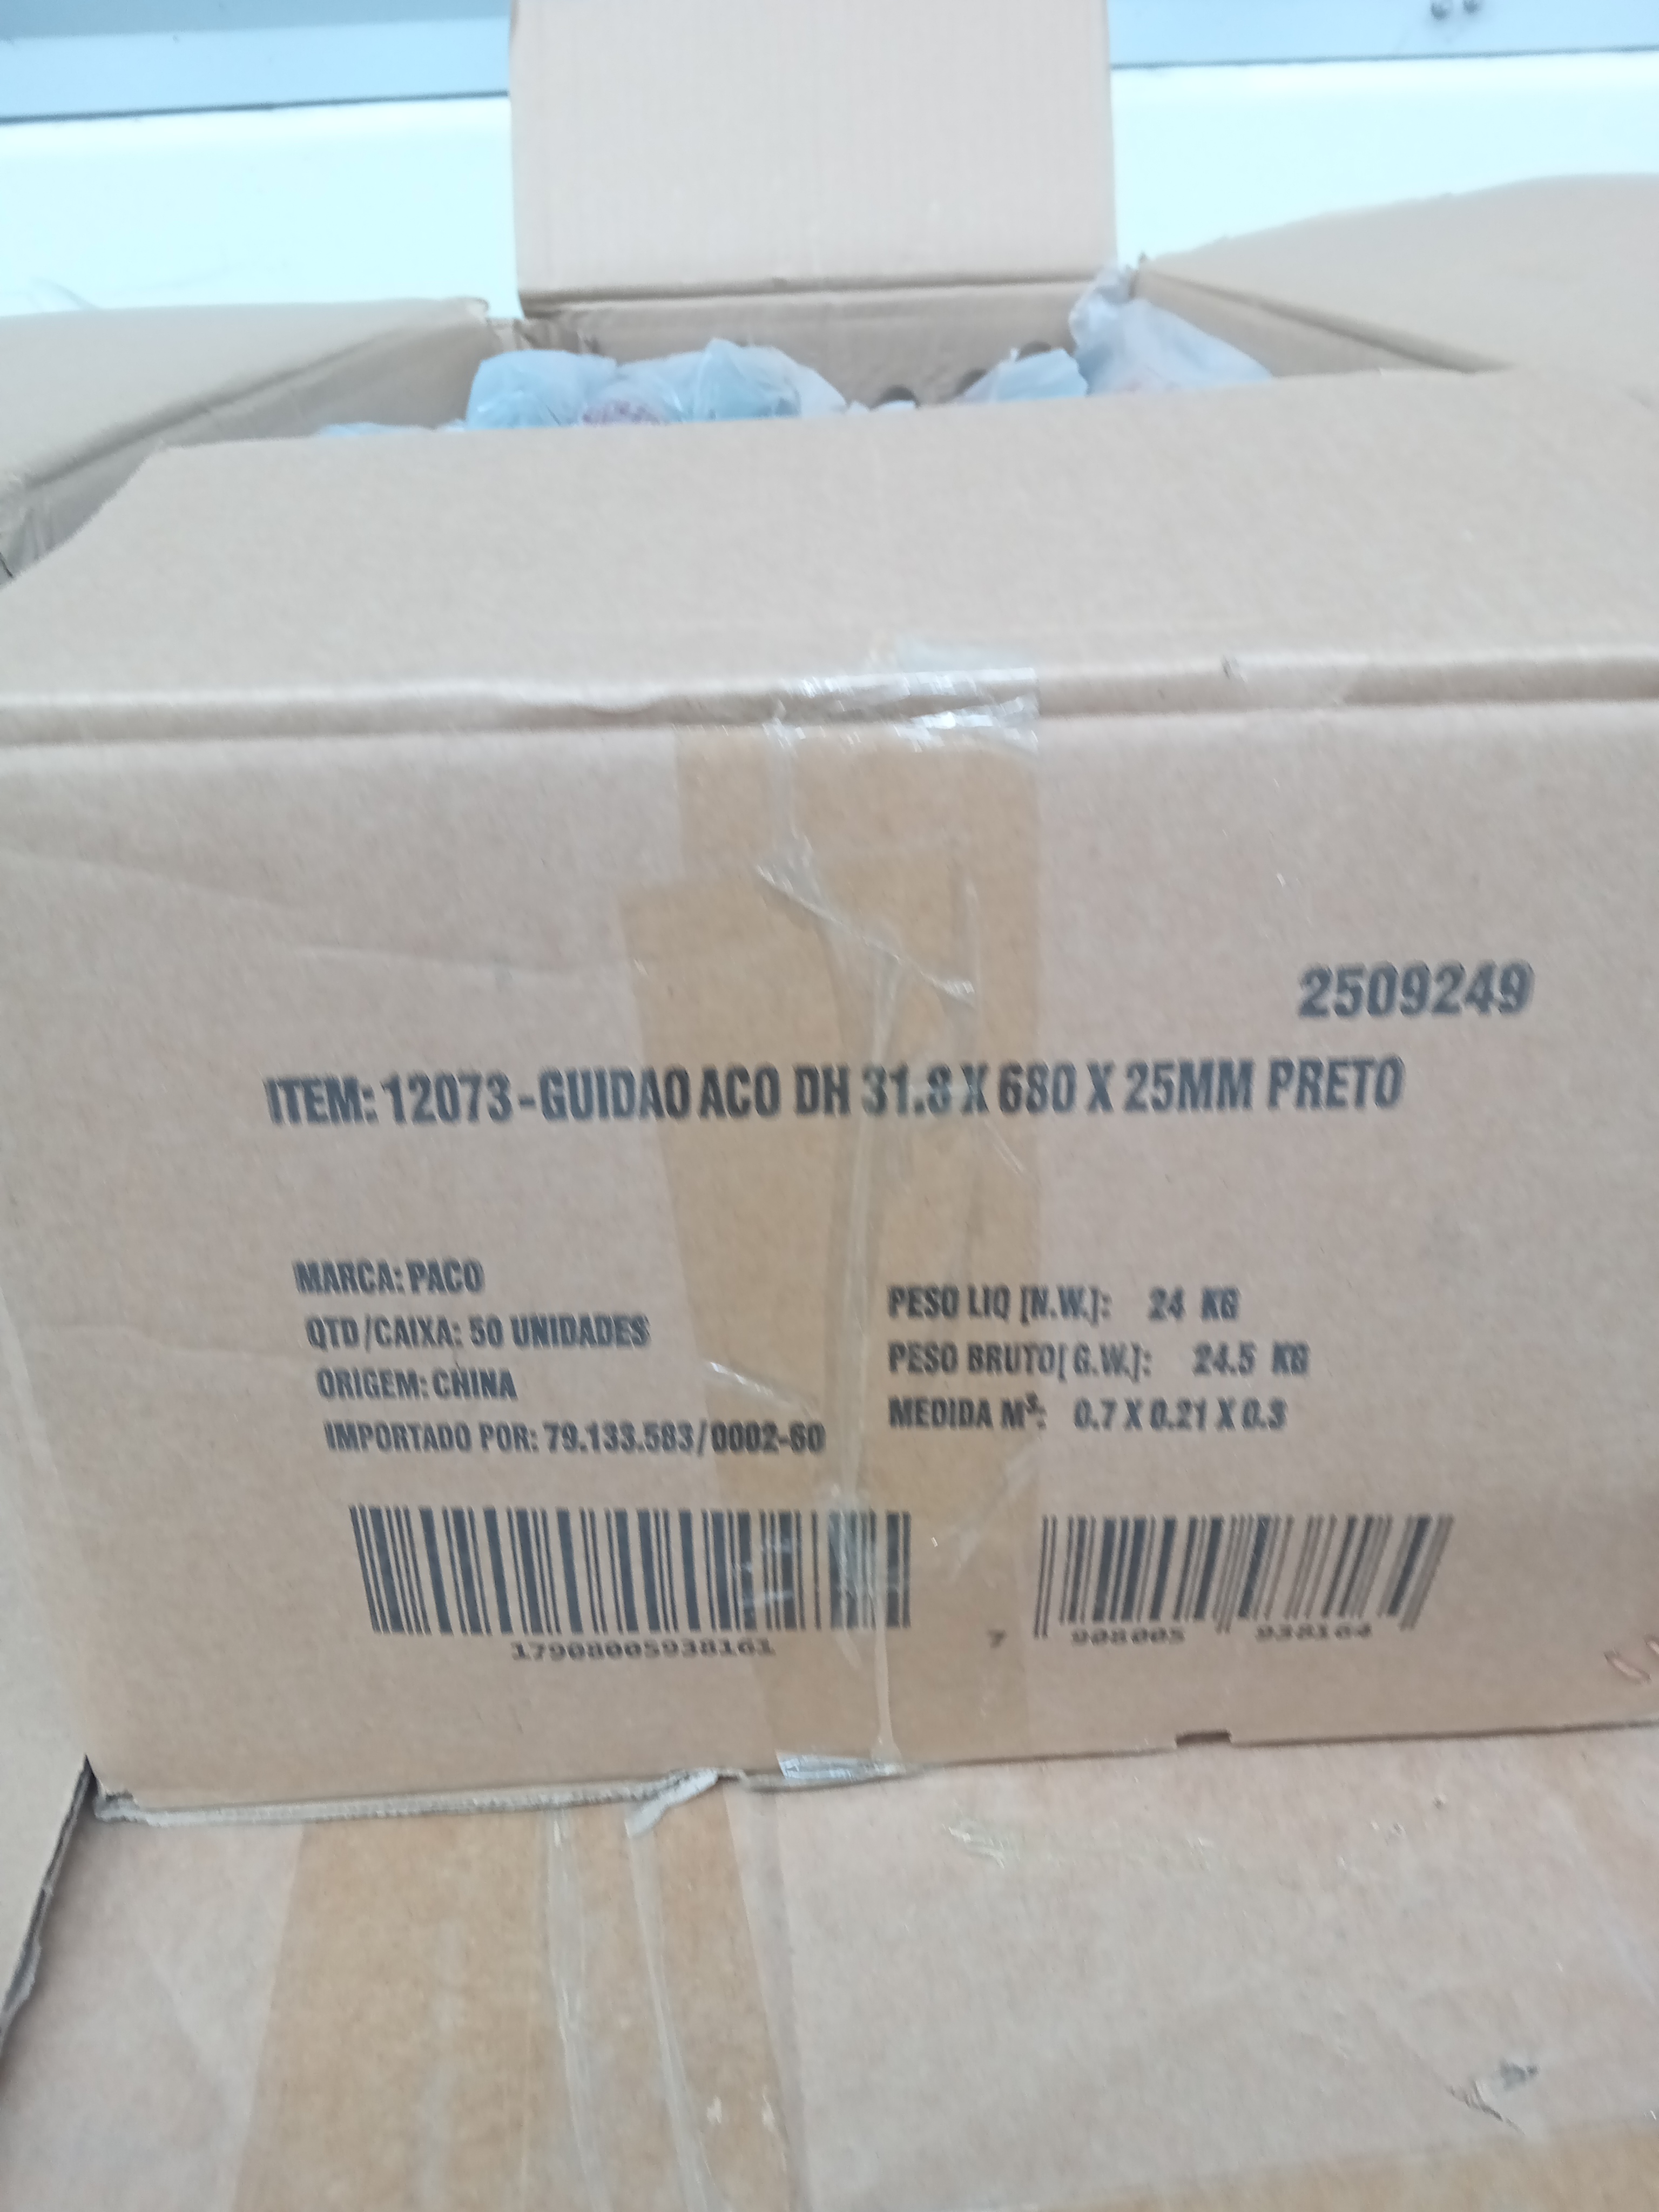 2509249
ITEM: 12073-GUIDAO ACO DH 31.8 X 680 X 25MM PRETO
MARCA: PACO
QTD/CAIXA: 50 UNIDADES
ORIGEM: CHINA
IMPORTADO POR: 79.133.583/0002-60
PESO LIQ [N.W.]: 24 KG
PESO BRUTO[G.W.]: 24.5 KG
MEDIDA M³: 0.7 X 0.21 X 0.3
17908005938161
7 908005 938164